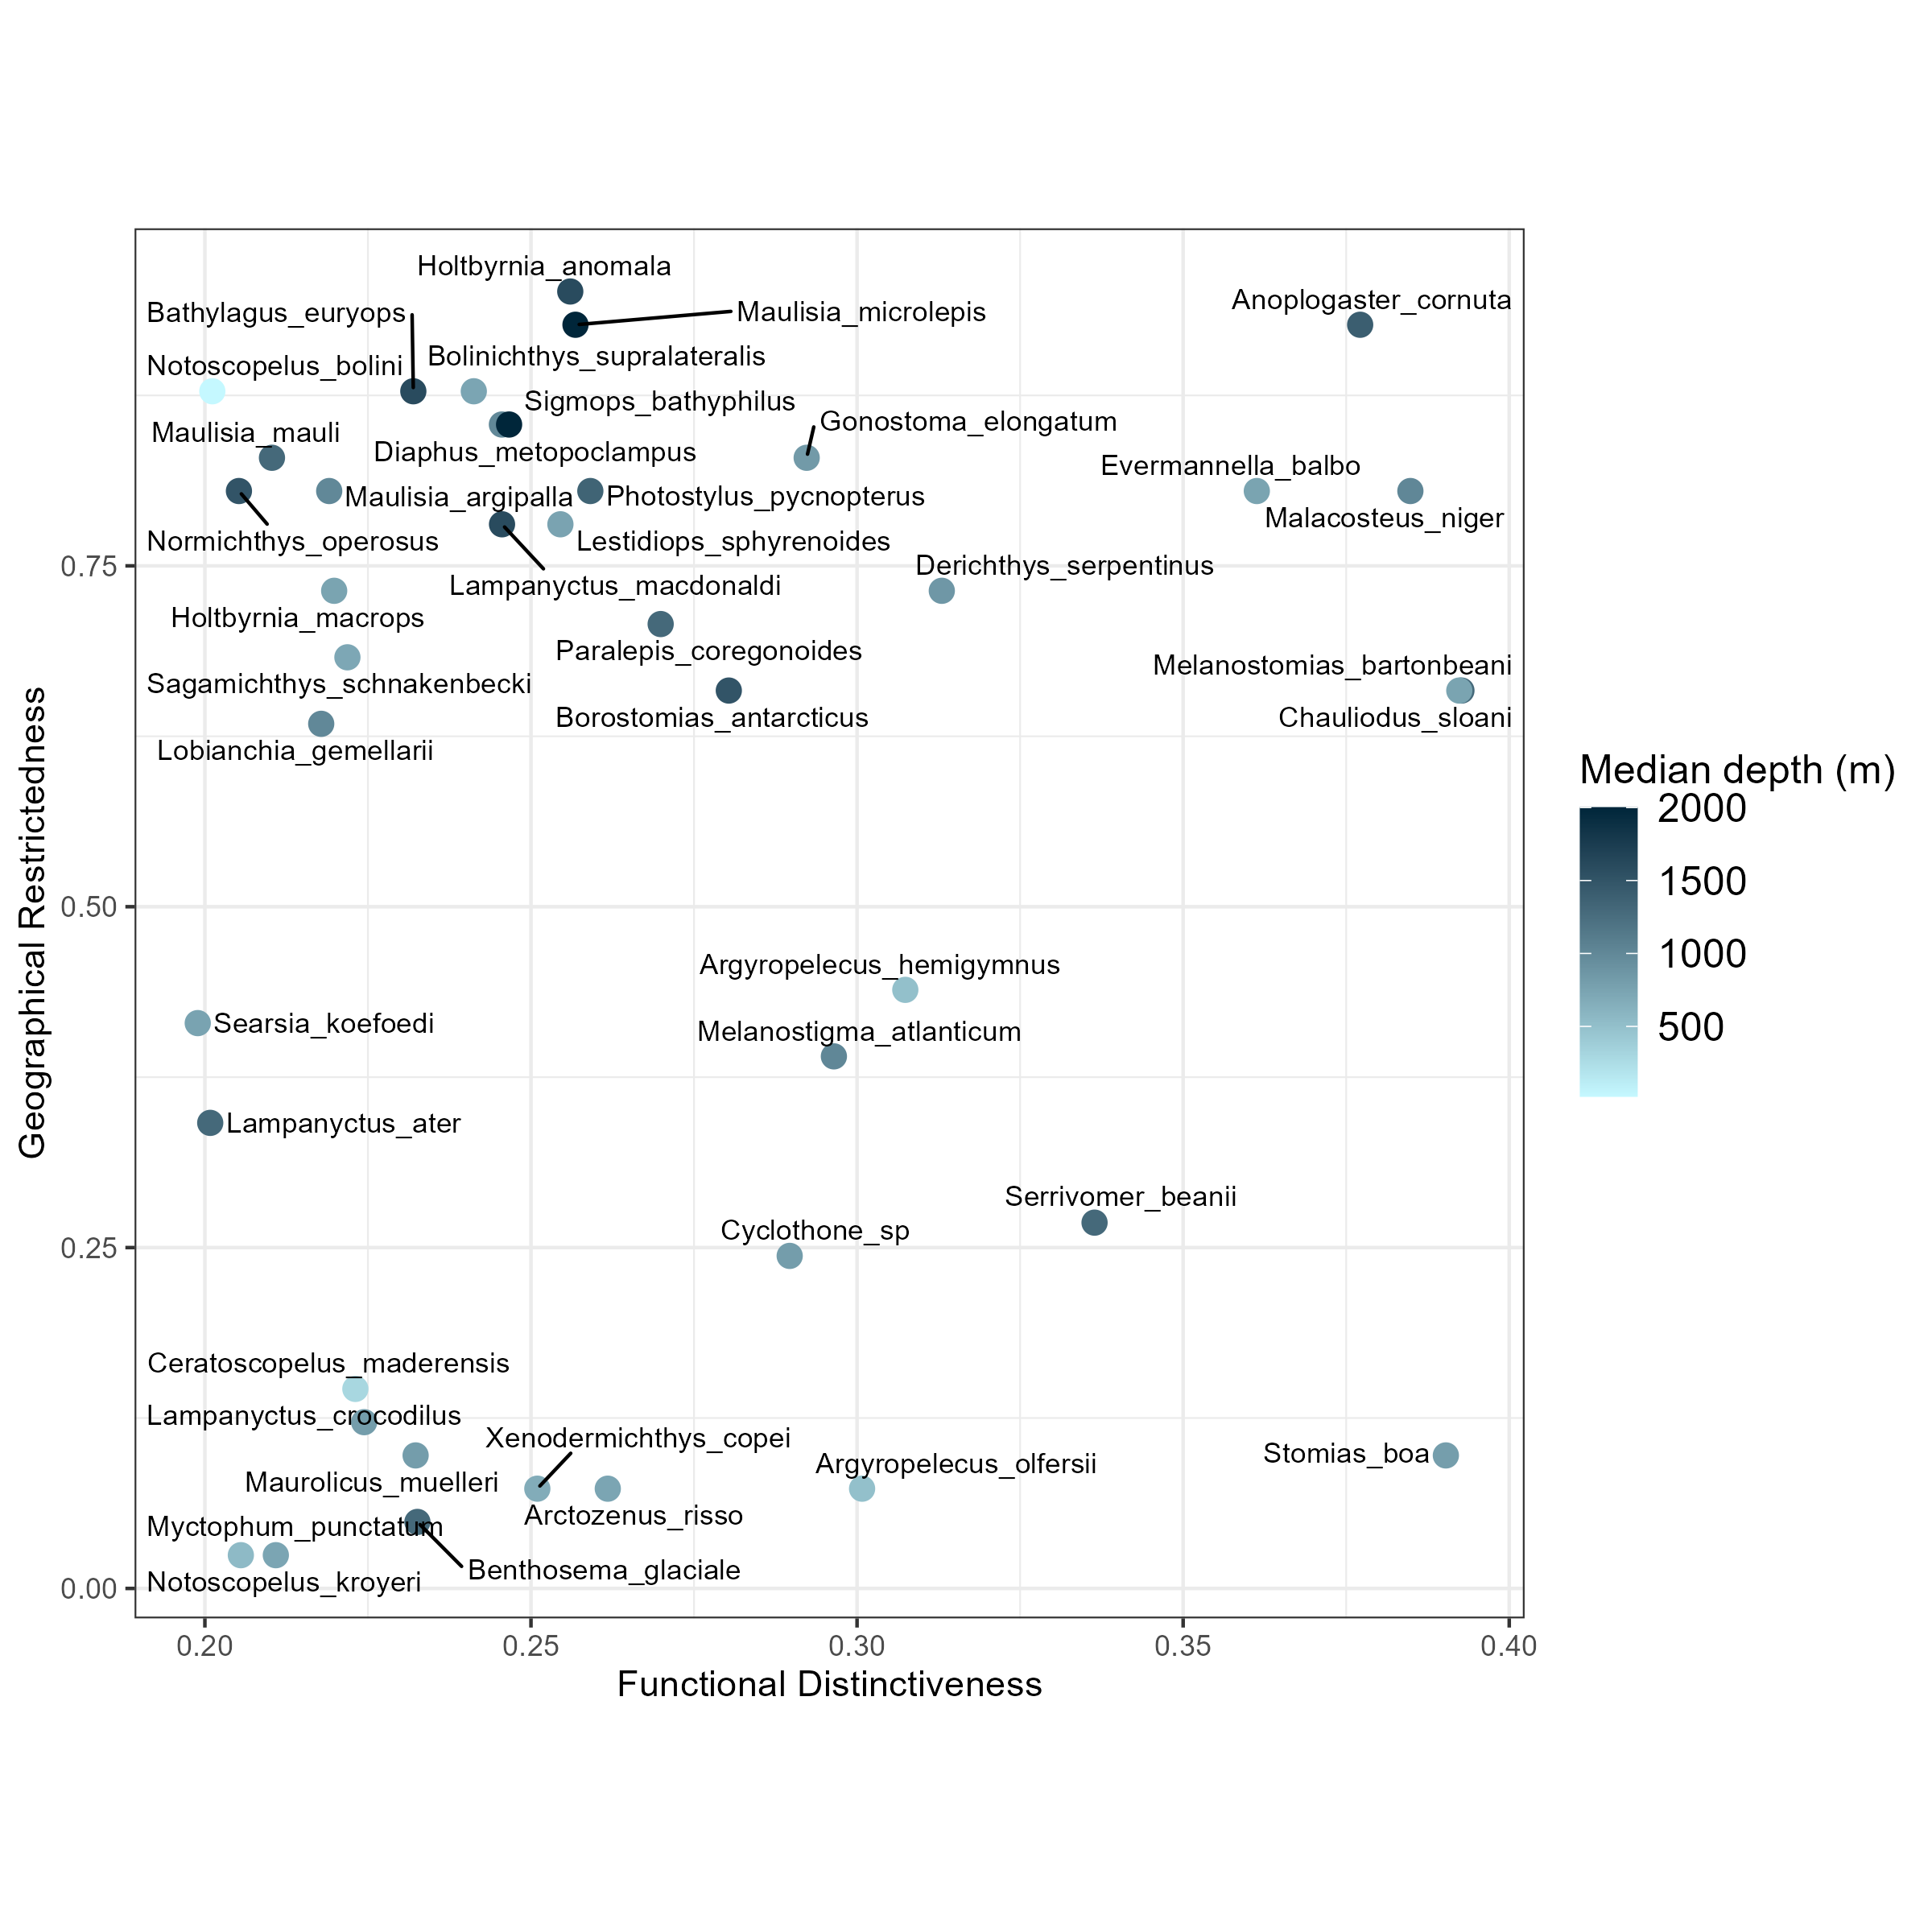 Holtbyrnia_anomala
Bathylagus_euryops
Maulisia_microlepis
Anoplogaster_cornuta
Notoscopelus_bolini
Bolinichthys_supralateralis
Sigmops_bathyphilus
Maulisia_mauli
Gonostoma_elongatum
Diaphus_metopoclampus
Evermannella_balbo
Maulisia_argipalla
Photostylus_pycnopterus
Malacosteus_niger
Normichthys_operosus
Lestidiops_sphyrenoides
Derichthys_serpentinus
Lampanyctus_macdonaldi
Holtbyrnia_macrops
Paralepis_coregonoides
Melanostomias_bartonbeani
Sagamichthys_schnakenbecki
Borostomias_antarcticus
Chauliodus_sloani
Lobianchia_gemellarii
Argyropelecus_hemigymnus
Searsia_koefoedi
Melanostigma_atlanticum
Lampanyctus_ater
Serrivomer_beanii
Cyclothone_sp
Ceratoscopelus_maderensis
Lampanyctus_crocodilus
Xenodermichthys_copei
Stomias_boa
Argyropelecus_olfersii
Maurolicus_muelleri
Arctozenus_risso
Myctophum_punctatum
Benthosema_glaciale
Notoscopelus_kroyeri
0.75
0.50
0.25
0.00
Geographical Restrictedness
0.20
0.25
0.30
0.35
0.40
Functional Distinctiveness
Median depth (m)
2000
1500
1000
500